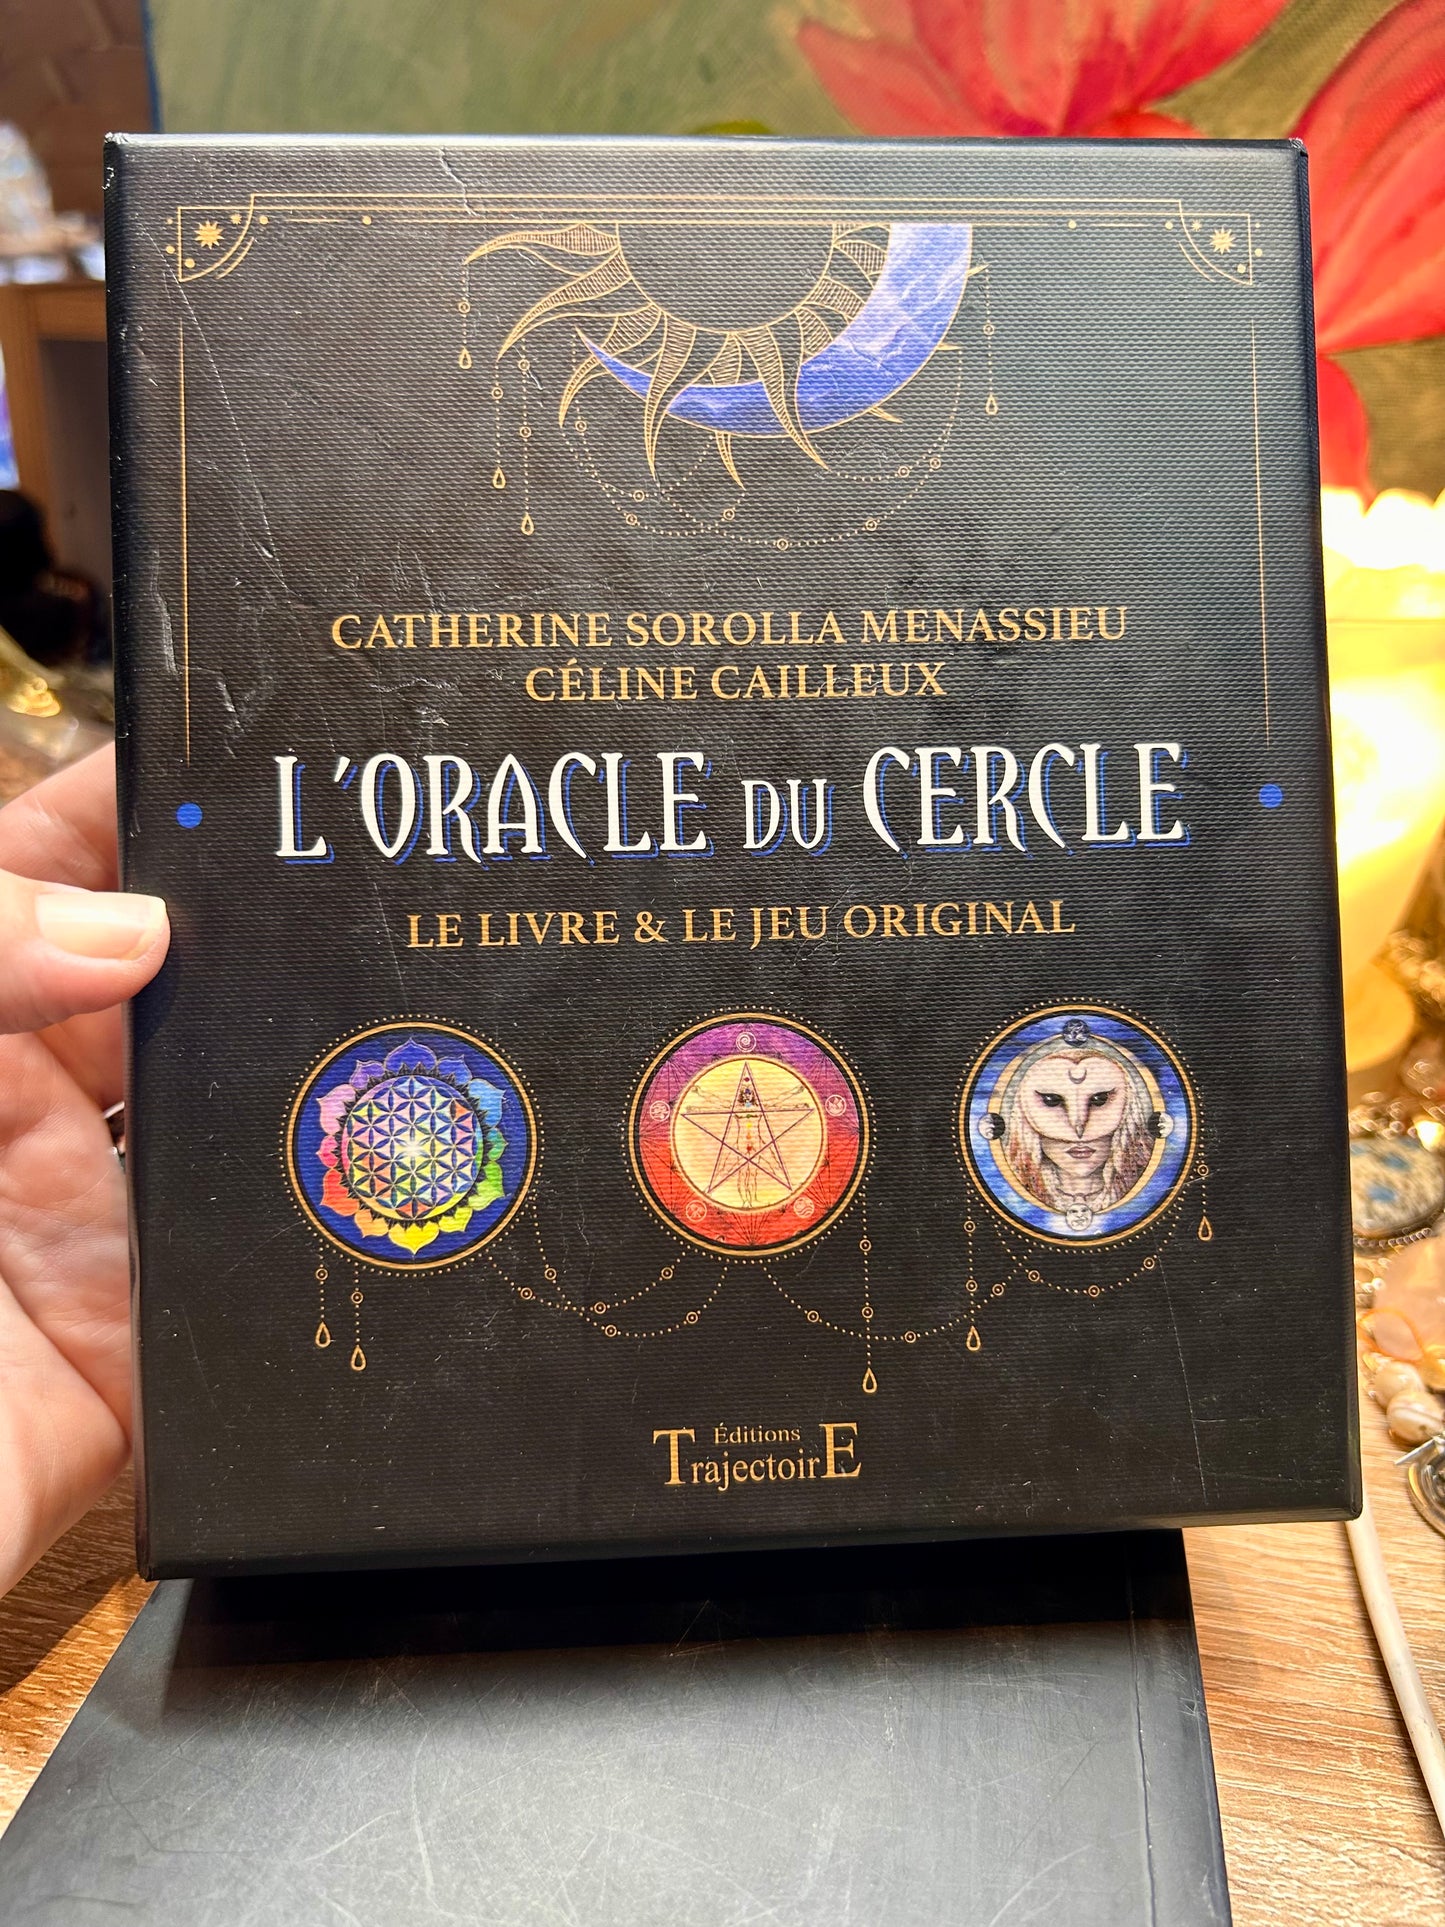 CATHERINE SOROLLA MENASSIEU
CÉLINE CAILLEUX
L'ORACLE DU CERCLE
LE LIVRE & LE JEU ORIGINAL
Éditions
TrajectoirE